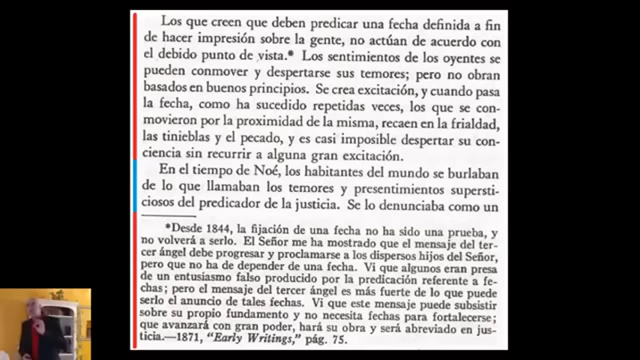 Los que creen que deben predicar una fecha definida a fin
de hacer impresión sobre la gente, no actúan de acuerdo con
el debido punto de vista.* Los sentimientos de los oyentes se
pueden conmover y despertarse sus temores; pero no obran
basados en buenos principios. Se crea excitación, y cuando pasa
la fecha, como ha sucedido repetidas veces, los que se con-
movieron por la proximidad de la misma, recaen en la frialdad,
las tinieblas y el pecado, y es casi imposible despertar su con-
ciencia sin recurrir a alguna gran excitación.
En el tiempo de Noé, los habitantes del mundo se burlaban
de lo que llamaban los temores y presentimientos supersti-
ciosos del predicador de la justicia. Se lo denunciaba como un
*Desde 1844, la fijación de una fecha no ha sido una prueba, y
no volverá a serlo. El Señor me ha mostrado que el mensaje del ter-
cer ángel debe progresar y proclamarse a los dispersos hijos del Señor,
pero que no ha de depender de una fecha. Vi que algunos eran presa
de un entusiasmo falso producido por la predicación referente a fe-
chas; pero el mensaje del tercer ángel es más fuerte de lo que puede
serlo el anuncio de tales fechas. Vi que este mensaje puede subsistir
sobre su propio fundamento y no necesita fechas para fortalecerse;
que avanzará con gran poder, hará su obra y será abreviado en jus-
ticia.—1871, "Early Writings," pág. 75.